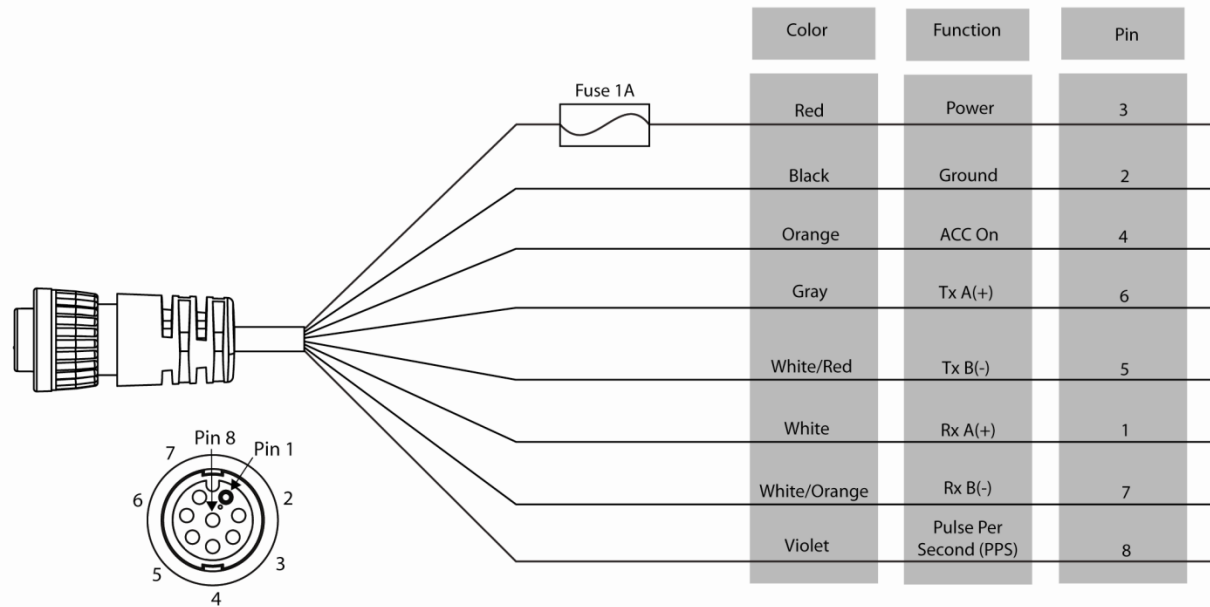 Color Function Pin
Fuse 1A
Red Power 3
Black Ground 2
Orange ACC On 4
Gray Tx A(+) 6
White/Red Tx B(-) 5
White Rx A(+) 1
White/Orange Rx B(-) 7
Violet Pulse Per
Second (PPS) 8
Pin 8
Pin 1
7
6
2
5
3
4